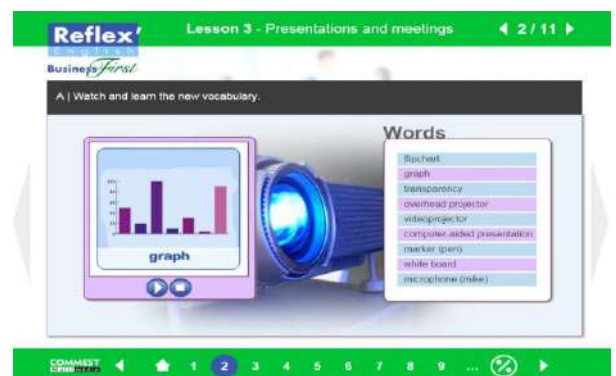 Reflex'
English
Business First
Lesson 3 - Presentations and meetings
2 / 11
A | Watch and learn the new vocabulary.
graph
Words
flipchart
graph
transparency
overhead projector
videoprojector
computer-aided presentation
marker (pen)
white board
microphone (mike)
COMMEST
Multimedia
1 2 3 4 5 6 7 8 9 ...